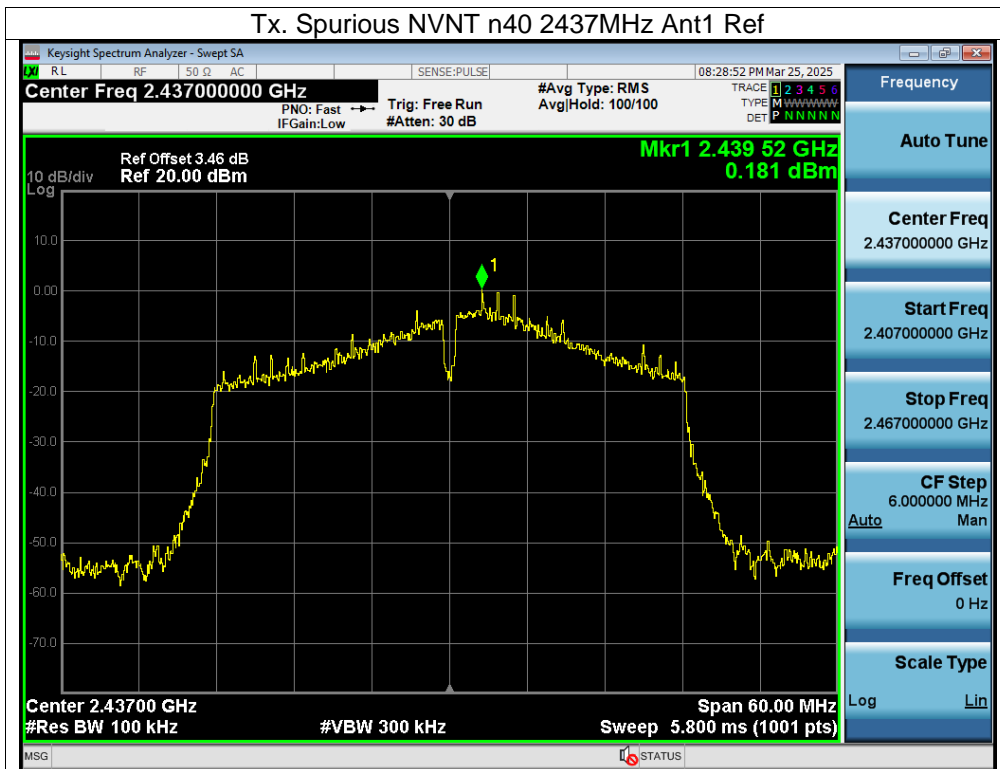 Tx. Spurious NVNT n40 2437MHz Ant1 Ref
Keysight Spectrum Analyzer - Swept SA
LXI RL RF 50 Ω AC SENSE:PULSE 08:28:52 PM Mar 25, 2025
Center Freq 2.437000000 GHz
PNO: Fast
IFGain:Low
Trig: Free Run
#Atten: 30 dB
#Avg Type: RMS
Avg|Hold: 100/100
TRACE 1 2 3 4 5 6
TYPE M WWWWW
DET P N N N N N
Mkr1 2.439 52 GHz
0.181 dBm
Ref Offset 3.46 dB
10 dB/div Ref 20.00 dBm
Log
10.0
0.00
-10.0
-20.0
-30.0
-40.0
-50.0
-60.0
-70.0
1
Center 2.43700 GHz Span 60.00 MHz
#Res BW 100 kHz #VBW 300 kHz Sweep 5.800 ms (1001 pts)
MSG STATUS
Frequency
Auto Tune
Center Freq
2.437000000 GHz
Start Freq
2.407000000 GHz
Stop Freq
2.467000000 GHz
CF Step
6.000000 MHz
Auto Man
Freq Offset
0 Hz
Scale Type
Log Lin